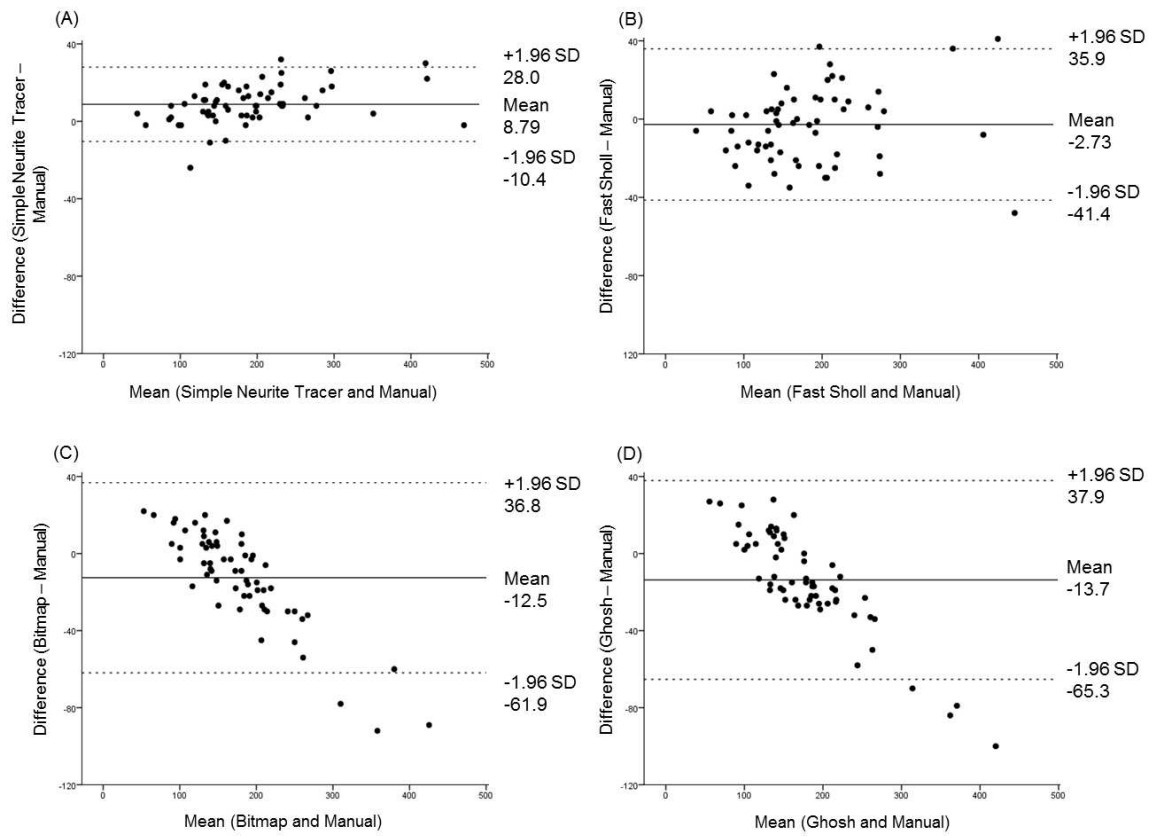 (A)
Difference (Simple Neurite Tracer –
Manual)
40
0
-40
-80
-120
0 100 200 300 400 500
Mean (Simple Neurite Tracer and Manual)
+1.96 SD
28.0
Mean
8.79
-1.96 SD
-10.4
(B)
Difference (Fast Sholl – Manual)
40
0
-40
-80
-120
0 100 200 300 400 500
Mean (Fast Sholl and Manual)
+1.96 SD
35.9
Mean
-2.73
-1.96 SD
-41.4
(C)
Difference (Bitmap – Manual)
40
0
-40
-80
-120
0 100 200 300 400 500
Mean (Bitmap and Manual)
+1.96 SD
36.8
Mean
-12.5
-1.96 SD
-61.9
(D)
Difference (Ghosh – Manual)
40
0
-40
-80
-120
0 100 200 300 400 500
Mean (Ghosh and Manual)
+1.96 SD
37.9
Mean
-13.7
-1.96 SD
-65.3